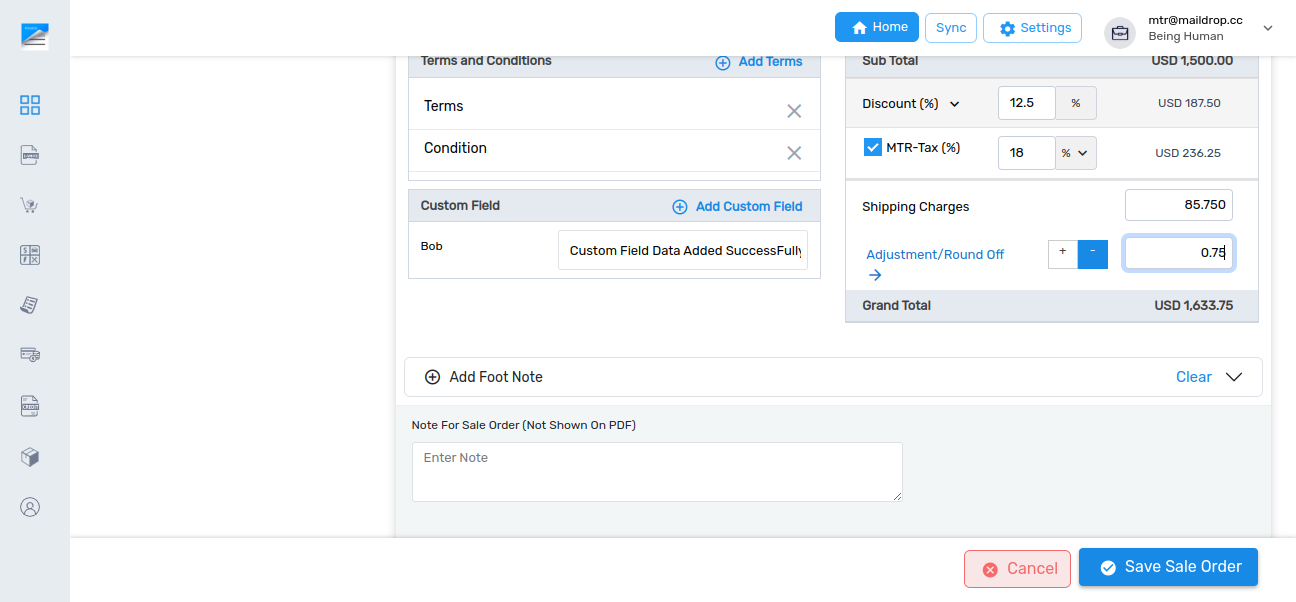 Home
Sync
Settings
mtr@maildrop.cc
Being Human
Terms and Conditions
Add Terms
Terms
Condition
Custom Field
Add Custom Field
Bob
Custom Field Data Added SuccessFully
Sub Total
USD 1,500.00
Discount (%)
12.5
%
USD 187.50
MTR-Tax (%)
18
%
USD 236.25
Shipping Charges
85.750
Adjustment/Round Off
+
-
0.75
Grand Total
USD 1,633.75
Add Foot Note
Clear
Note For Sale Order (Not Shown On PDF)
Enter Note
Cancel
Save Sale Order